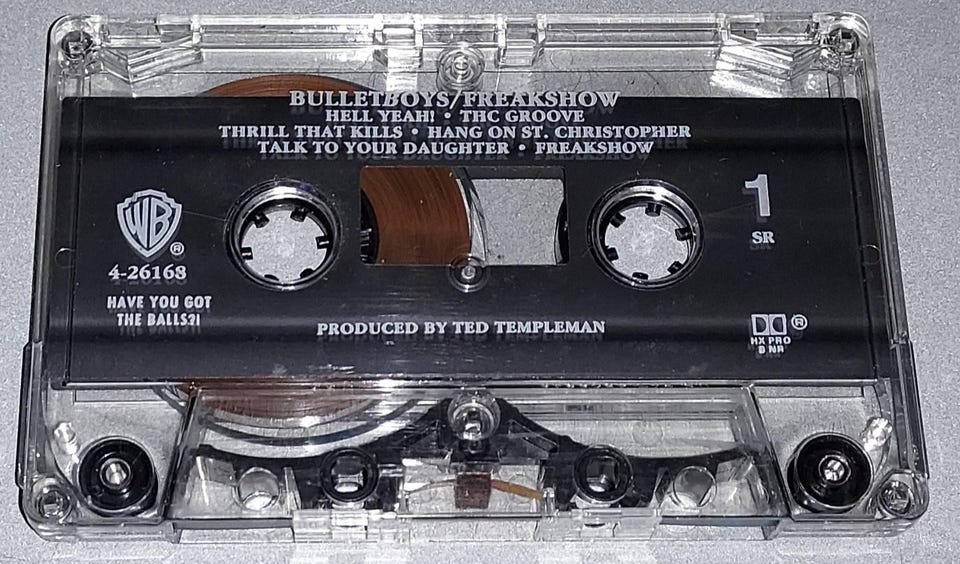 BULLETBOYS/FREAKSHOW
HELL YEAH! • THC GROOVE
THRILL THAT KILLS • HANG ON ST. CHRISTOPHER
TALK TO YOUR DAUGHTER • FREAKSHOW
WB ®
4-26168
HAVE YOU GOT
THE BALLS?!
1
SR
PRODUCED BY TED TEMPLEMAN
®
HX PRO
B NR